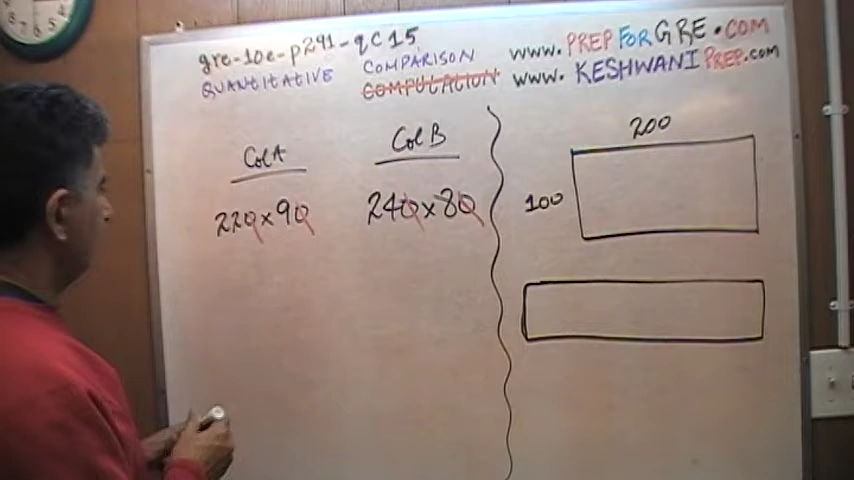 gre-10e-p291-qc15
QUANTITATIVE COMPARISON
COMPUTATION
www. PREPFORGRE.COM
www. KESHWANIPREP.com
Col A
Col B
220 x 90
240 x 80
200
100